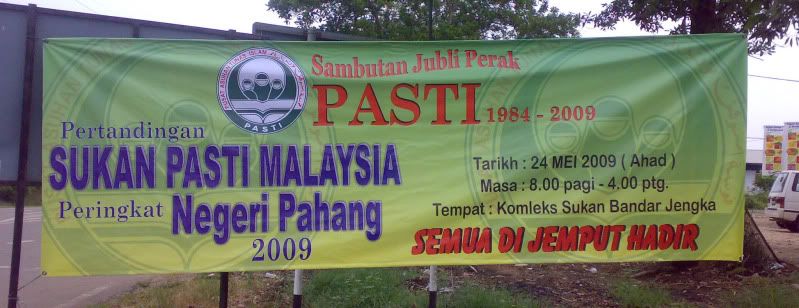 Sambutan Jubli Perak
PASTI 1984 - 2009
PASTI
Pertandingan
SUKAN PASTI MALAYSIA
Peringkat Negeri Pahang
2009
Tarikh : 24 MEI 2009 ( Ahad )
Masa : 8.00 pagi - 4.00 ptg.
Tempat : Komleks Sukan Bandar Jengka
SEMUA DI JEMPUT HADIR